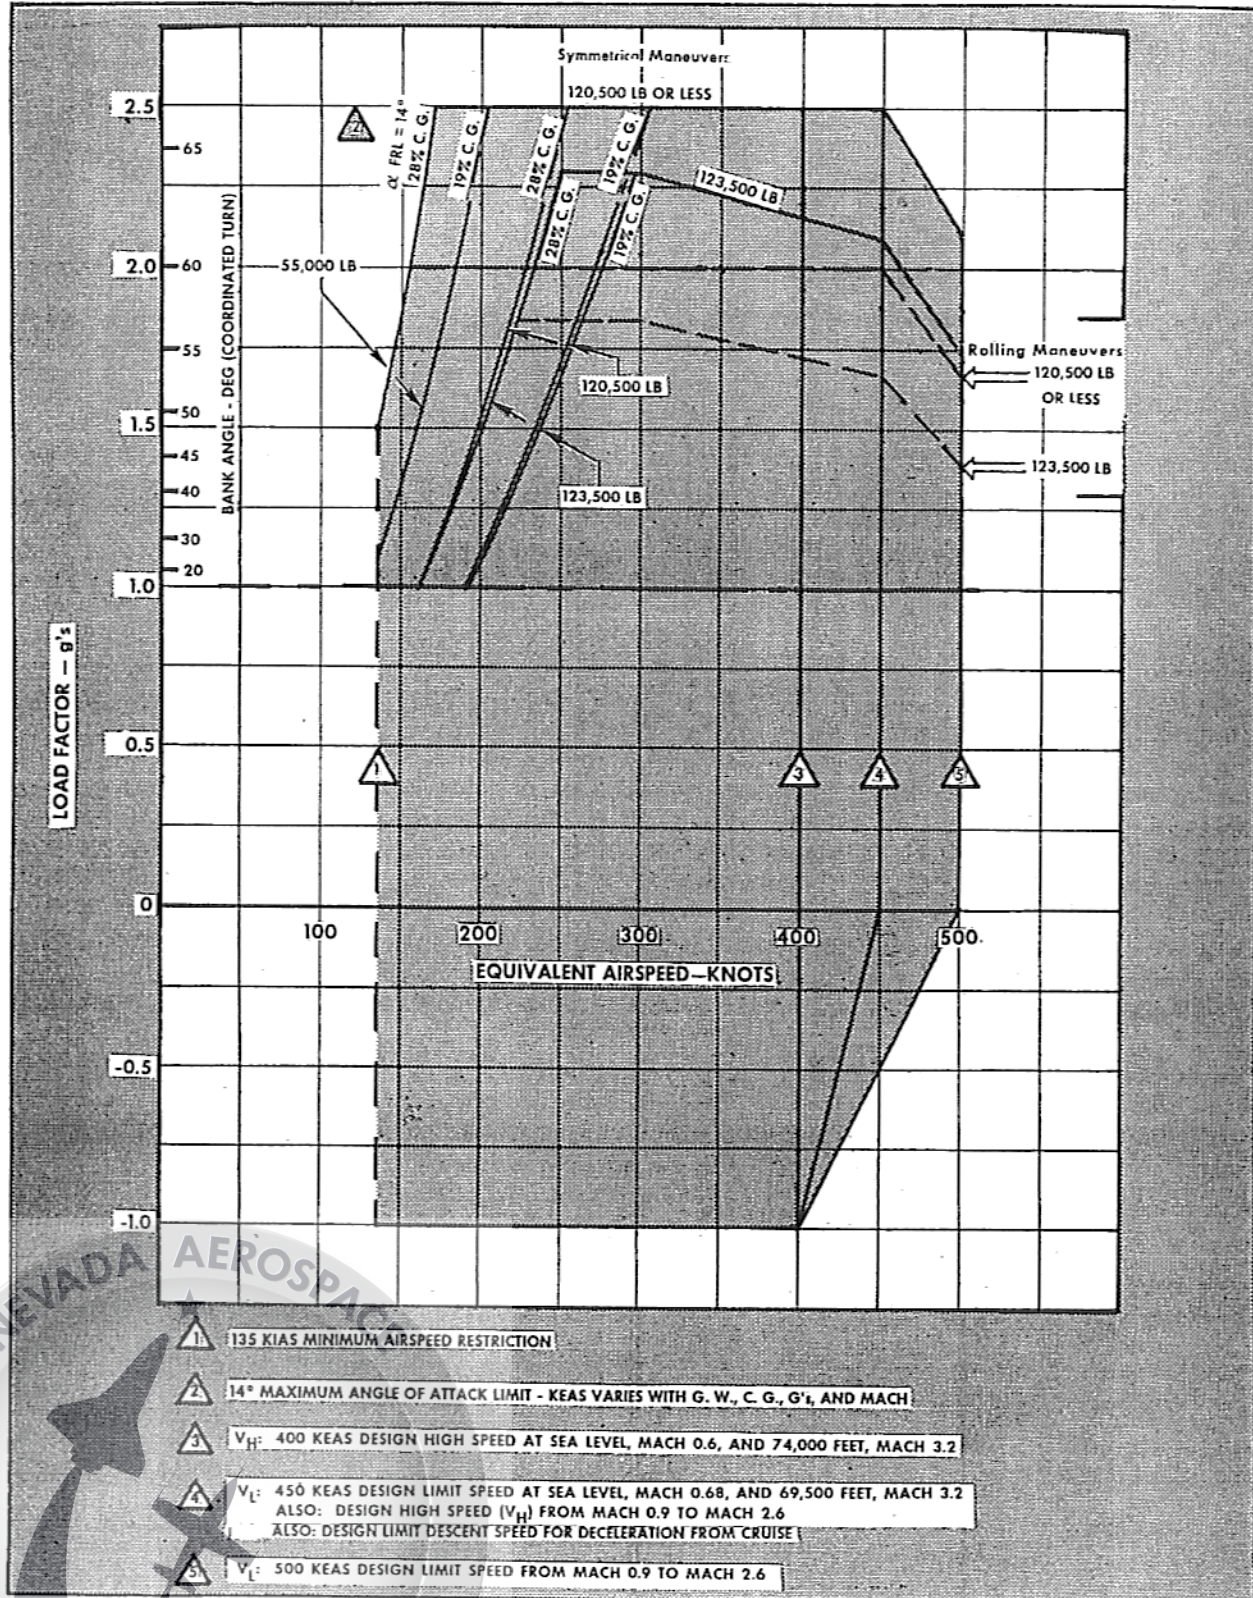 Symmetrical Maneuvers
120,500 LB OR LESS
2.5
2
α FRL = 14°
28% C. G.
19% C. G.
28% C. G.
19% C. G.
65
123,500 LB
28% C. G.
19% C. G.
BANK ANGLE - DEG (COORDINATED TURN)
2.0
60
55,000 LB
55
Rolling Maneuvers
120,500 LB
OR LESS
120,500 LB
50
1.5
45
123,500 LB
40
123,500 LB
30
20
1.0
LOAD FACTOR — g's
0.5
1
3
4
5
0
100
200
300
400
500
EQUIVALENT AIRSPEED—KNOTS
-0.5
-1.0
NEVADA AEROSPACE
1 135 KIAS MINIMUM AIRSPEED RESTRICTION
2 14° MAXIMUM ANGLE OF ATTACK LIMIT - KEAS VARIES WITH G. W., C. G., G's, AND MACH
3 VH: 400 KEAS DESIGN HIGH SPEED AT SEA LEVEL, MACH 0.6, AND 74,000 FEET, MACH 3.2
4 VL: 450 KEAS DESIGN LIMIT SPEED AT SEA LEVEL, MACH 0.68, AND 69,500 FEET, MACH 3.2
ALSO: DESIGN HIGH SPEED (VH) FROM MACH 0.9 TO MACH 2.6
ALSO: DESIGN LIMIT DESCENT SPEED FOR DECELERATION FROM CRUISE
5 VL: 500 KEAS DESIGN LIMIT SPEED FROM MACH 0.9 TO MACH 2.6